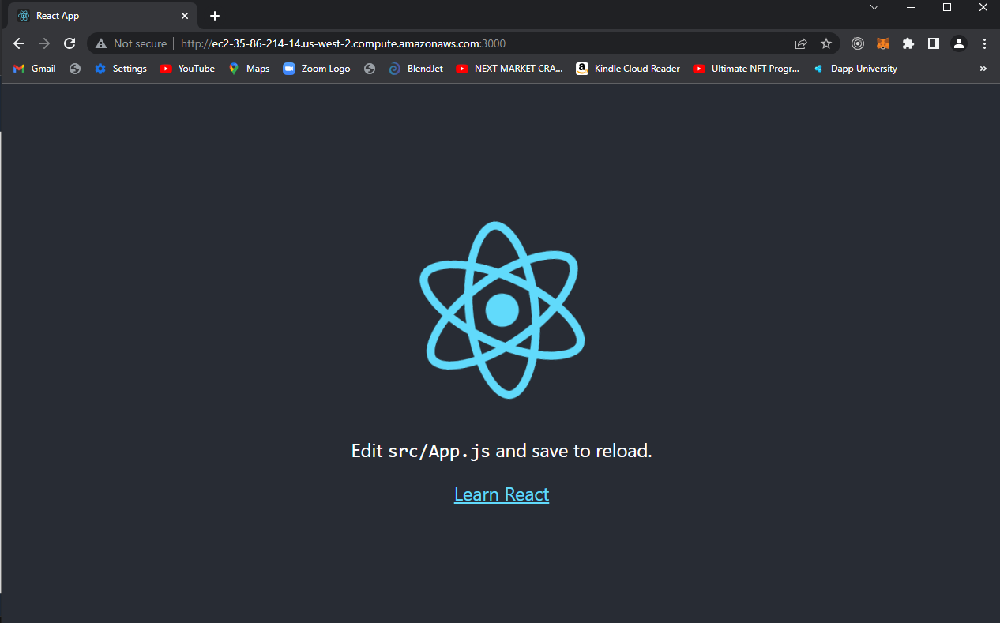 React App
Not secure | http://ec2-35-86-214-14.us-west-2.compute.amazonaws.com:3000
Gmail Settings YouTube Maps Zoom Logo BlendJet NEXT MARKET CRA... Kindle Cloud Reader Ultimate NFT Progr... Dapp University »
Edit src/App.js and save to reload.
Learn React